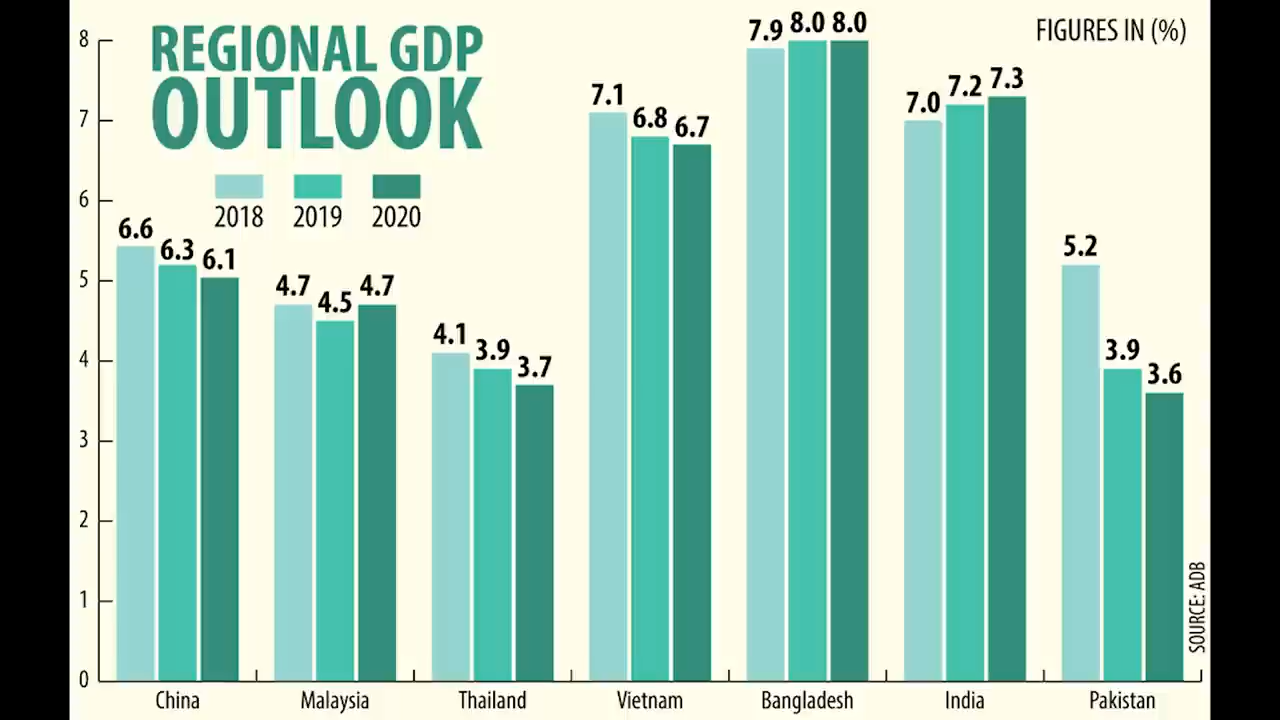 REGIONAL GDP
OUTLOOK
FIGURES IN (%)
2018 2019 2020
8
7
6
5
4
3
2
1
0
6.6 6.3 6.1
4.7 4.5 4.7
4.1 3.9 3.7
7.1 6.8 6.7
7.9 8.0 8.0
7.0 7.2 7.3
5.2 3.9 3.6
China Malaysia Thailand Vietnam Bangladesh India Pakistan
SOURCE: ADB